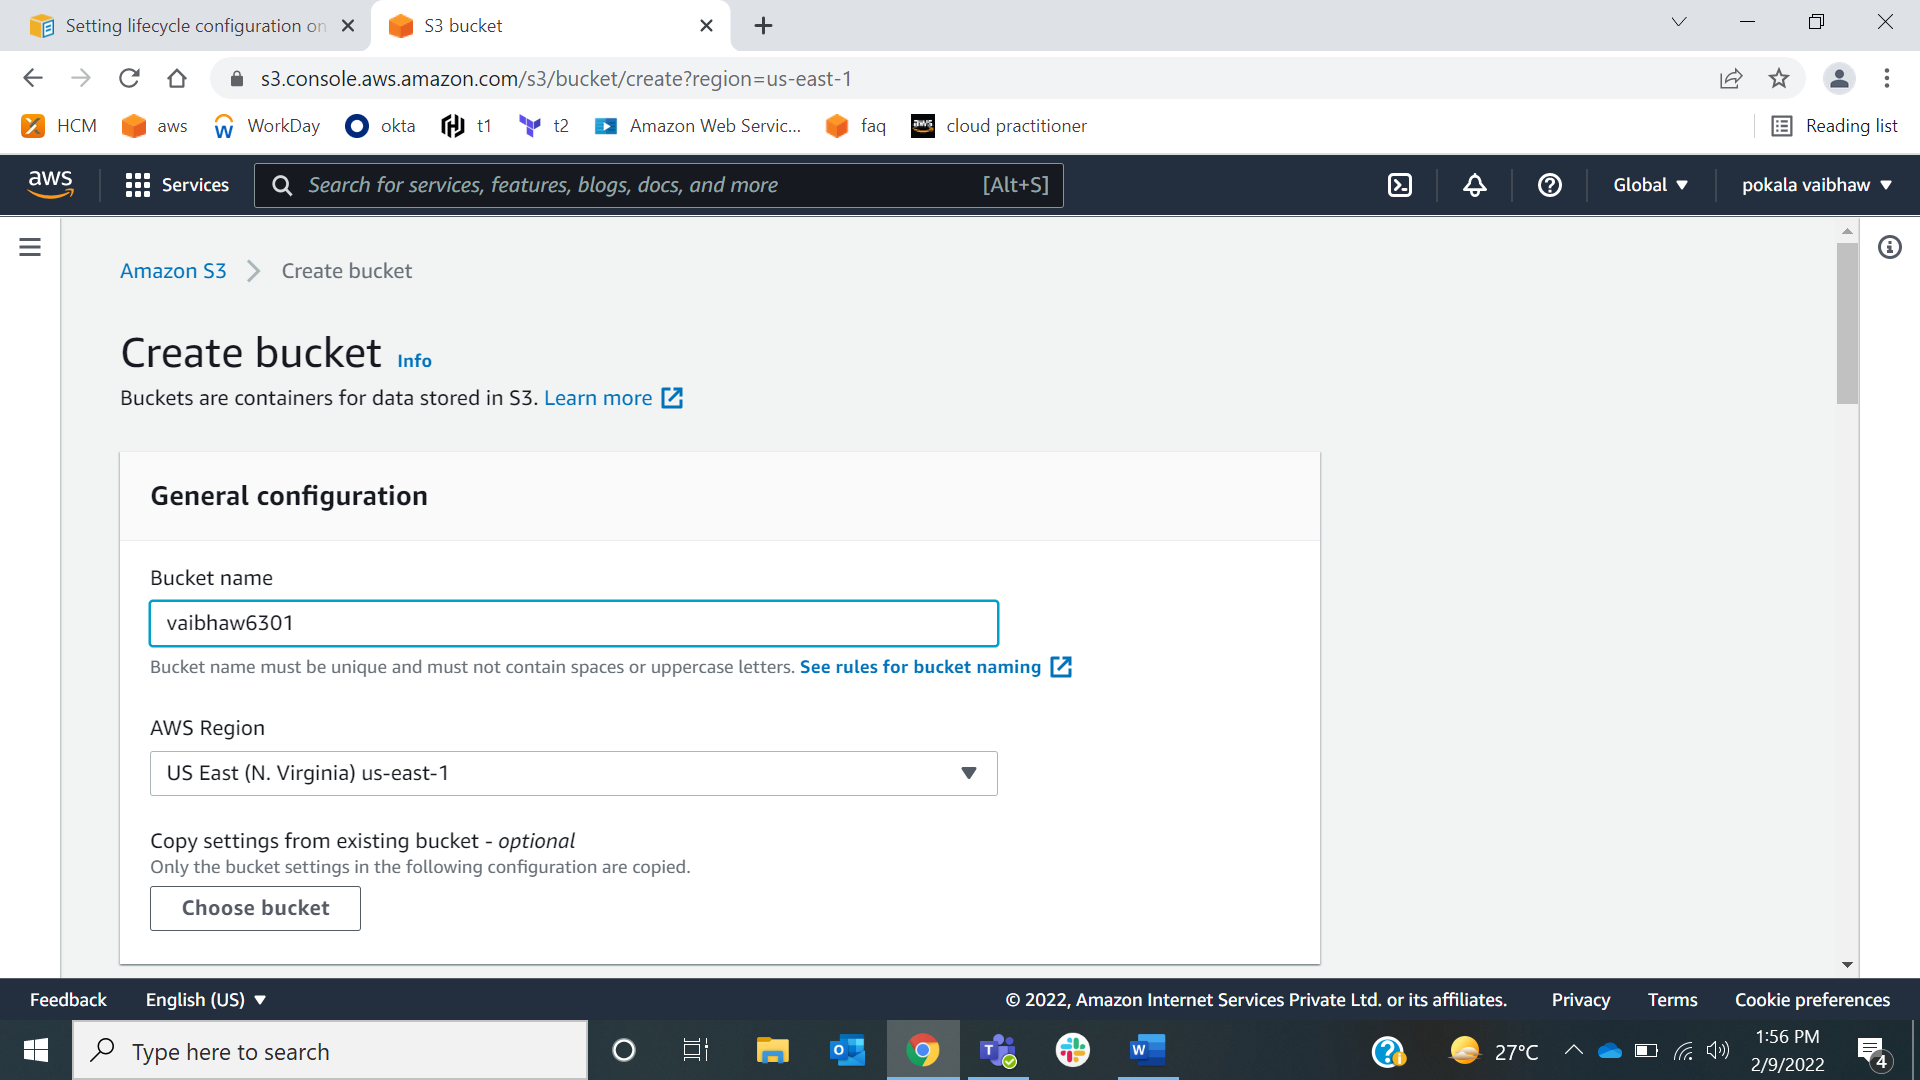 Setting lifecycle configuration on
S3 bucket
s3.console.aws.amazon.com/s3/bucket/create?region=us-east-1
HCM
aws
WorkDay
okta
t1
t2
Amazon Web Servic...
faq
cloud practitioner
Reading list
aws
Services
Search for services, features, blogs, docs, and more
[Alt+S]
Global
pokala vaibhaw
Amazon S3
Create bucket
Create bucket
Info
Buckets are containers for data stored in S3. Learn more
General configuration
Bucket name
vaibhaw6301
Bucket name must be unique and must not contain spaces or uppercase letters. See rules for bucket naming
AWS Region
US East (N. Virginia) us-east-1
Copy settings from existing bucket - optional
Only the bucket settings in the following configuration are copied.
Choose bucket
Feedback
English (US)
© 2022, Amazon Internet Services Private Ltd. or its affiliates.
Privacy
Terms
Cookie preferences
Type here to search
27°C
1:56 PM
2/9/2022
4